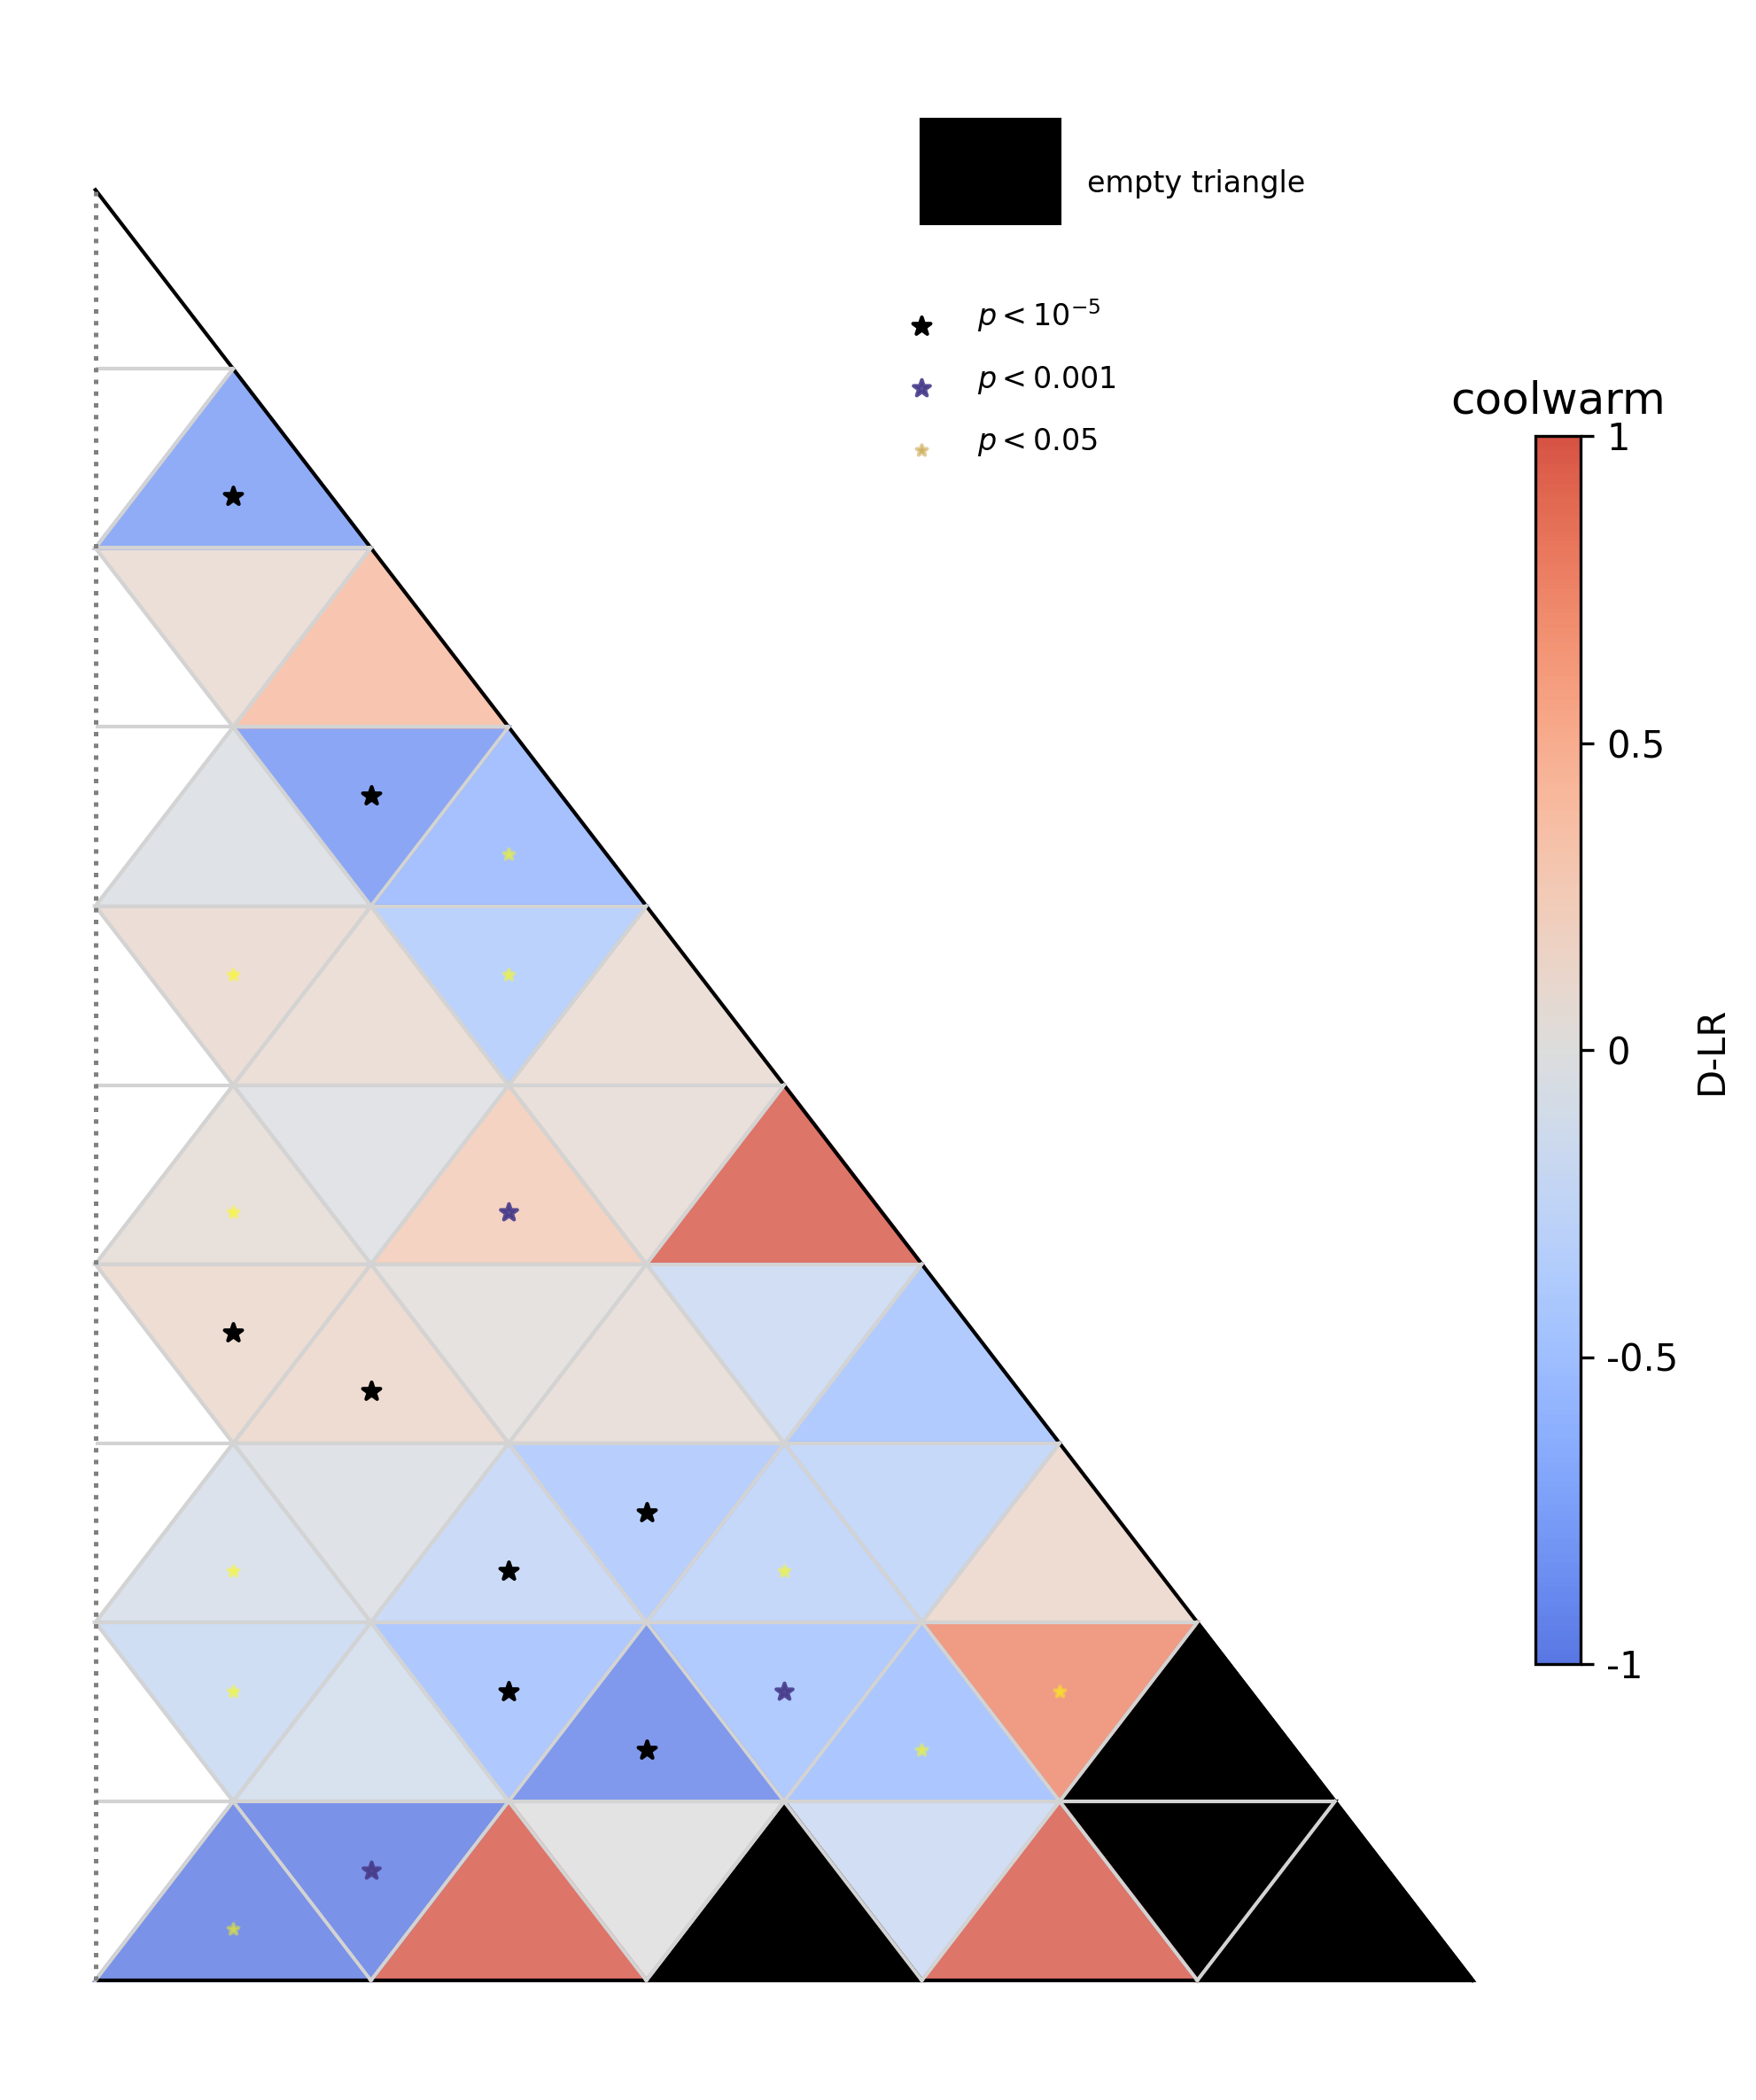 empty triangle
p < 10⁻⁵
p < 0.001
p < 0.05
coolwarm
1
0.5
0
-0.5
-1
D-LR